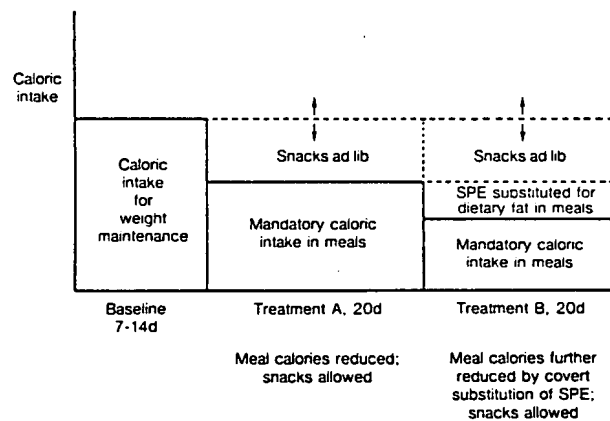 Caloric
intake
Caloric
intake
for
weight
maintenance
Snacks ad lib
Mandatory caloric
intake in meals
Snacks ad lib
SPE substituted for
dietary fat in meals
Mandatory caloric
intake in meals
Baseline
7-14d
Treatment A, 20d
Meal calories reduced;
snacks allowed
Treatment B, 20d
Meal calories further
reduced by covert
substitution of SPE;
snacks allowed